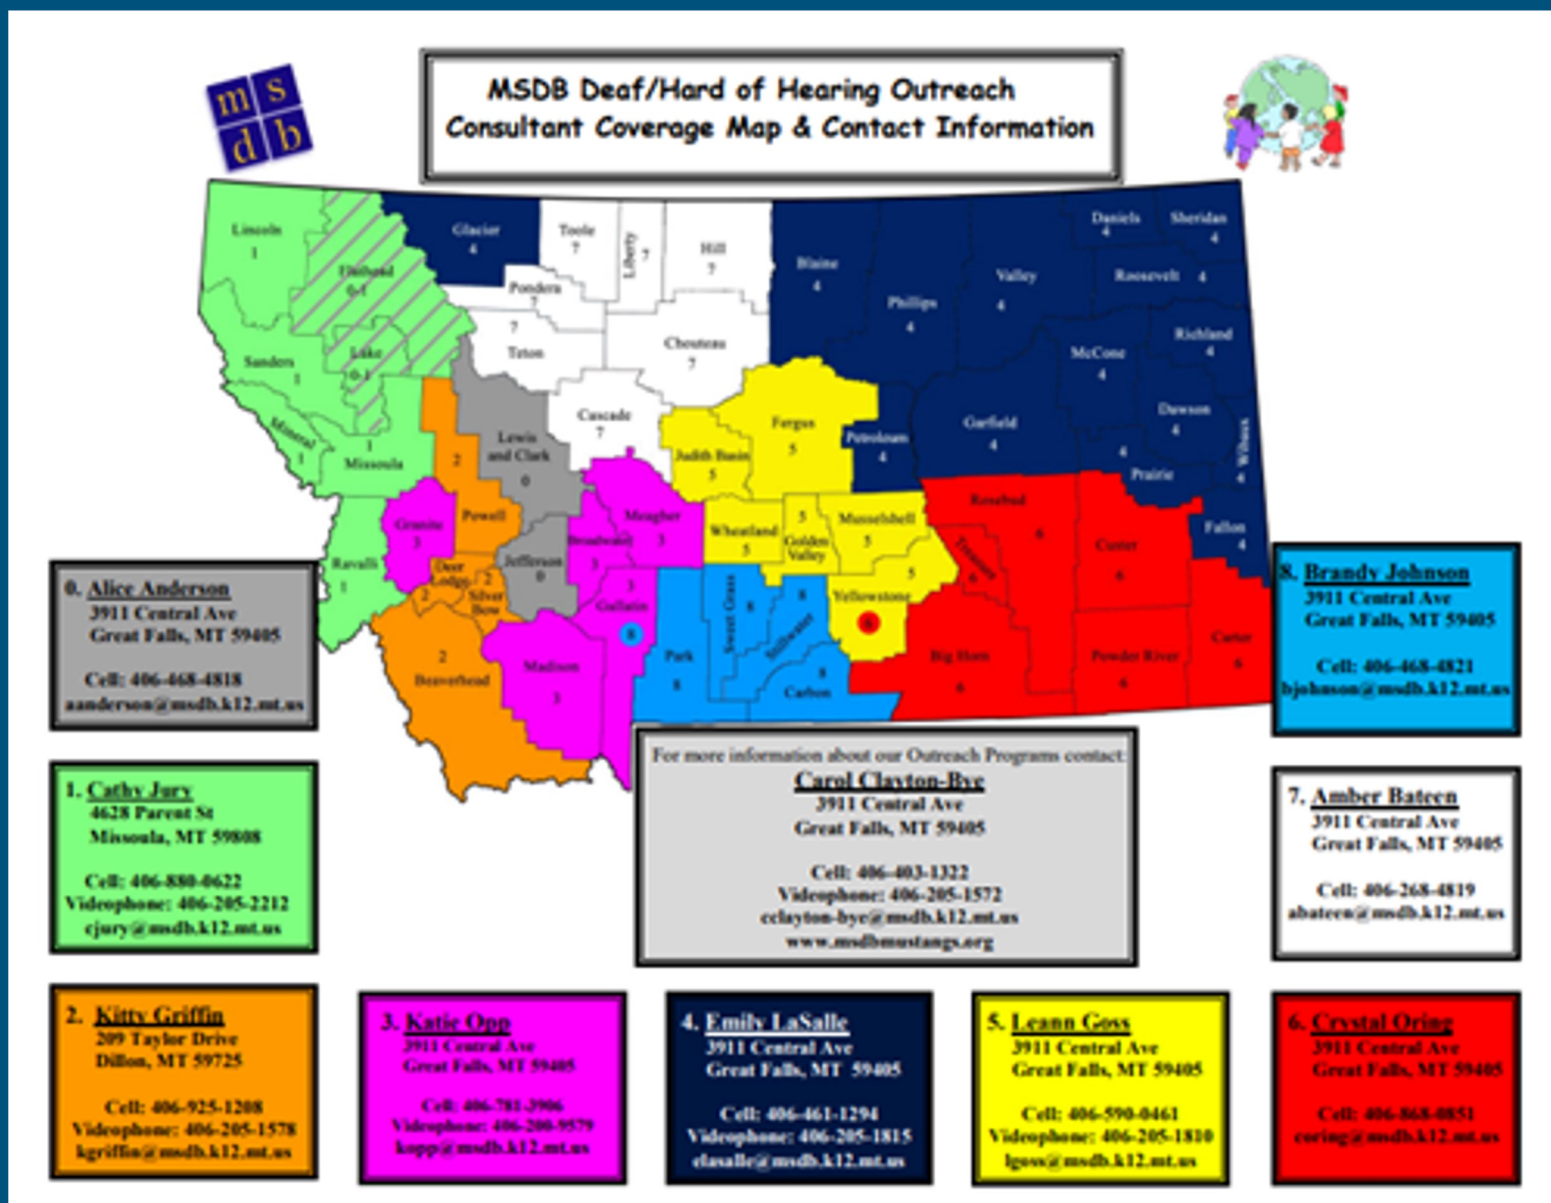 m s
d b
MSDB Deaf/Hard of Hearing Outreach
Consultant Coverage Map & Contact Information
Lincoln
1
Flathead
0-1
Glacier
4
Toole
7
Liberty
7
Hill
7
Blaine
4
Phillips
4
Valley
4
Daniels
4
Sheridan
4
Roosevelt 4
Pondera
7
7
Teton
Chouteau
7
Sanders
1
Lake
0-1
McCone
4
Richland
4
Mineral
1
1
Missoula
2
Powell
Lewis
and Clark
0
Cascade
7
Judith Basin
5
Fergus
5
Petroleum
4
Garfield
4
Dawson
4
4
Prairie
Wibaux
4
Fallon
4
Granite
3
Ravalli
1
Deer
Lodge
2
2
Silver
Bow
Jefferson
0
Broadwater
3
Meagher
3
3
Gallatin
8
Wheatland
5
5
Golden
Valley
Musselshell
5
5
Yellowstone
6
Rosebud
6
Treasure
6
Custer
6
2
Beaverhead
Madison
3
Park
8
Sweet Grass
8
8
Stillwater
8
Carbon
Big Horn
6
Powder River
6
Carter
6
0. Alice Anderson
3911 Central Ave
Great Falls, MT 59405
Cell: 406-468-4818
aanderson@msdb.k12.mt.us
8. Brandy Johnson
3911 Central Ave
Great Falls, MT 59405
Cell: 406-468-4821
bjohnson@msdb.k12.mt.us
For more information about our Outreach Programs contact:
Carol Clayton-Bye
3911 Central Ave
Great Falls, MT 59405
Cell: 406-403-1322
Videophone: 406-205-1572
cclayton-bye@msdb.k12.mt.us
www.msdbmustangs.org
1. Cathy Jury
4628 Parent St
Missoula, MT 59808
Cell: 406-880-0622
Videophone: 406-205-2212
cjury@msdb.k12.mt.us
7. Amber Bateen
3911 Central Ave
Great Falls, MT 59405
Cell: 406-268-4819
abateen@msdb.k12.mt.us
2. Kitty Griffin
209 Taylor Drive
Dillon, MT 59725
Cell: 406-925-1208
Videophone: 406-205-1578
kgriffin@msdb.k12.mt.us
3. Katie Opp
3911 Central Ave
Great Falls, MT 59405
Cell: 406-781-3906
Videophone: 406-200-9579
kopp@msdb.k12.mt.us
4. Emily LaSalle
3911 Central Ave
Great Falls, MT 59405
Cell: 406-461-1294
Videophone: 406-205-1815
elasalle@msdb.k12.mt.us
5. Leann Goss
3911 Central Ave
Great Falls, MT 59405
Cell: 406-590-0461
Videophone: 406-205-1810
lgoss@msdb.k12.mt.us
6. Crystal Oring
3911 Central Ave
Great Falls, MT 59405
Cell: 406-868-0851
coring@msdb.k12.mt.us